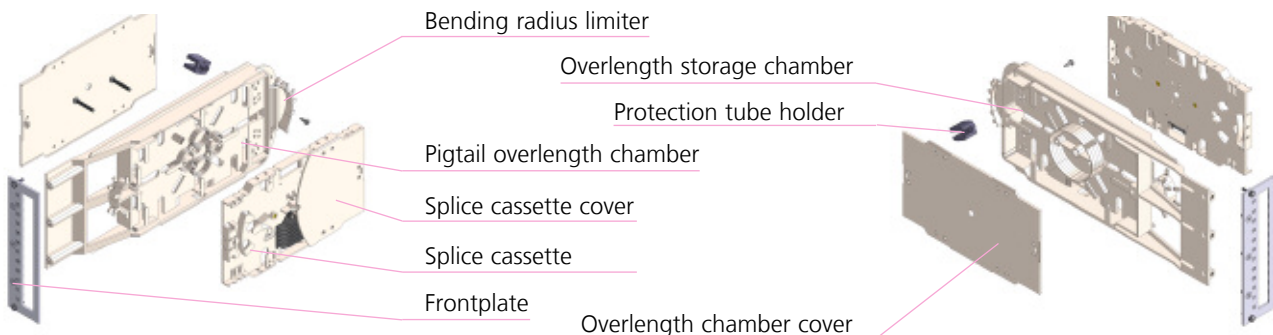 Bending radius limiter
Overlength storage chamber
Protection tube holder
Pigtail overlength chamber
Splice cassette cover
Splice cassette
Frontplate
Overlength chamber cover